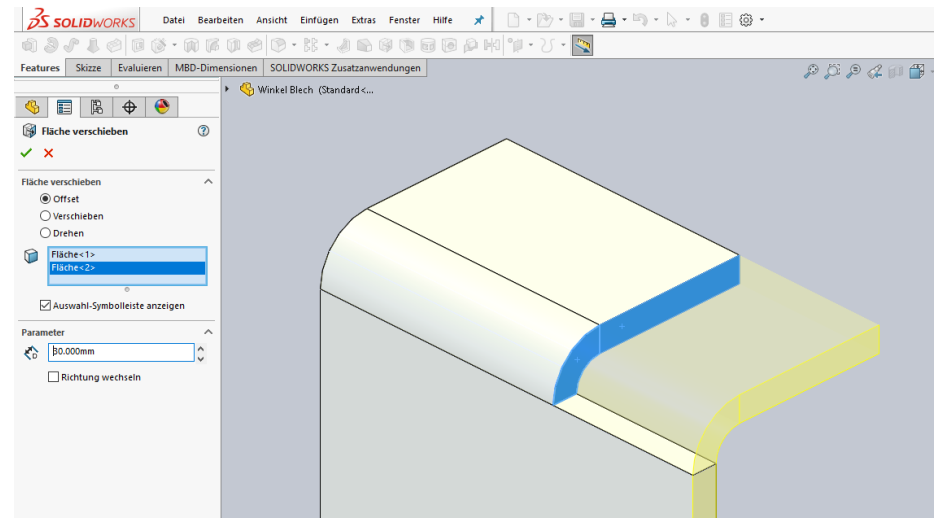 SOLIDWORKS Datei Bearbeiten Ansicht Einfügen Extras Fenster Hilfe
Features Skizze Evaluieren MBD-Dimensionen SOLIDWORKS Zusatzanwendungen
Winkel Blech (Standard<...
Fläche verschieben
Fläche verschieben
Offset
Verschieben
Drehen
Fläche<1>
Fläche<2>
Auswahl-Symbolleiste anzeigen
Parameter
30.000mm
Richtung wechseln